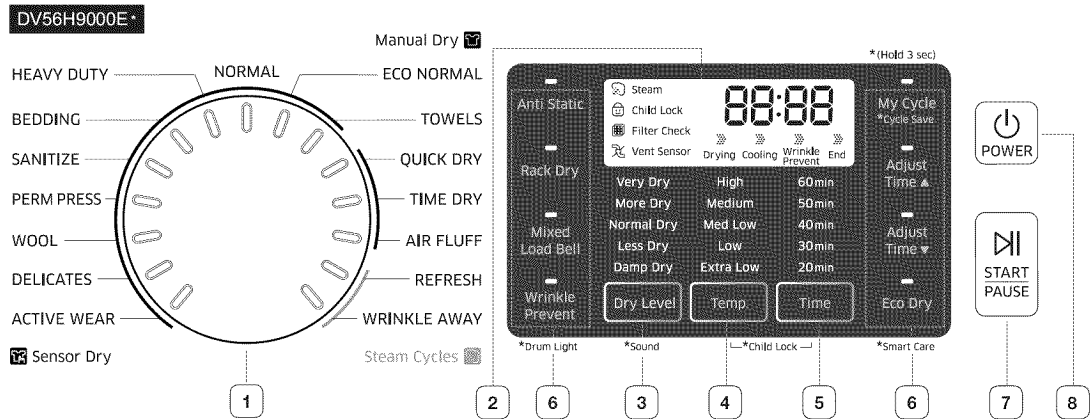 DV56H9000E*
Manual Dry
HEAVY DUTY
NORMAL
ECO NORMAL
BEDDING
TOWELS
SANITIZE
QUICK DRY
PERM PRESS
TIME DRY
WOOL
AIR FLUFF
DELICATES
REFRESH
ACTIVE WEAR
WRINKLE AWAY
Sensor Dry
Steam Cycles
1
*(Hold 3 sec)
Anti Static
Rack Dry
Mixed
Load Bell
Wrinkle
Prevent
Steam
Child Lock
Filter Check
Vent Sensor
88:88
Drying Cooling Wrinkle Prevent End
Very Dry High 60min
More Dry Medium 50min
Normal Dry Med Low 40min
Less Dry Low 30min
Damp Dry Extra Low 20min
Dry Level Temp Time
My Cycle
*Cycle Save
Adjust
Time ▲
Adjust
Time ▼
Eco Dry
*Drum Light *Sound *Child Lock *Smart Care
POWER
START
PAUSE
2 6 3 4 5 6 7 8